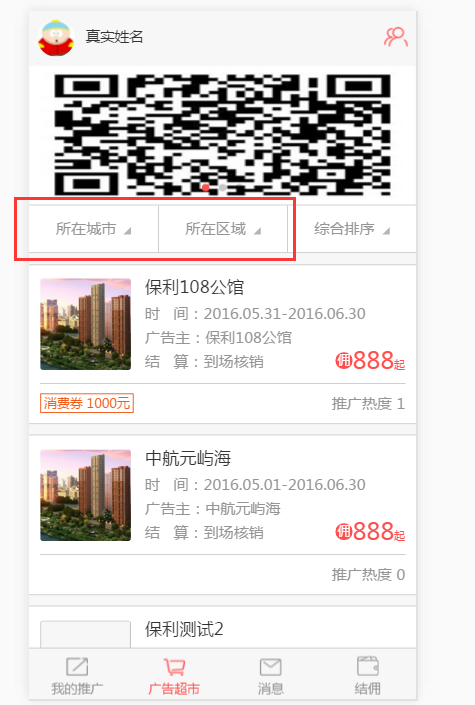 真实姓名
所在城市 所在区域 综合排序
保利108公馆
时 间：2016.05.31-2016.06.30
广告主：保利108公馆
结 算：到场核销 佣888起
消费券 1000元 推广热度 1
中航元屿海
时 间：2016.05.01-2016.06.30
广告主：中航元屿海
结 算：到场核销 佣888起
推广热度 0
保利测试2
我的推广 广告超市 消息 结佣